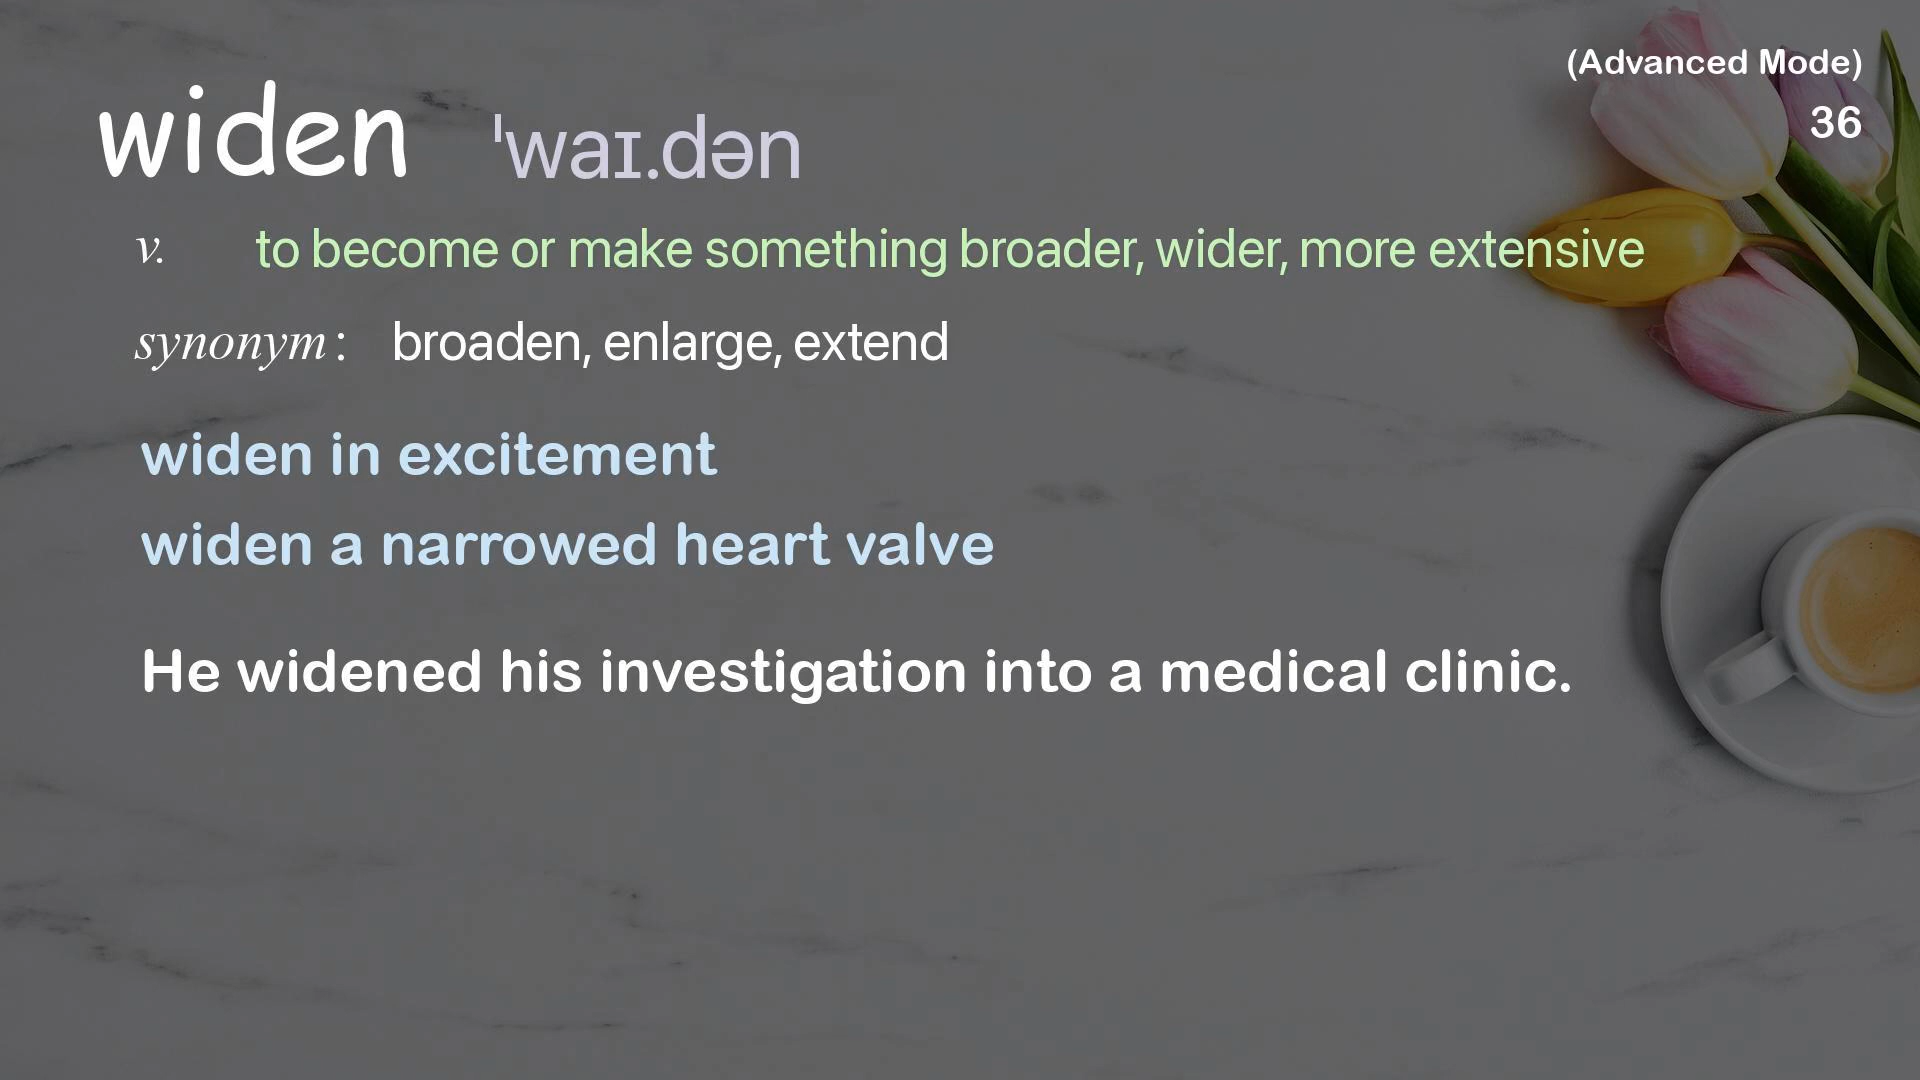 (Advanced Mode)
36
widen ˈwaɪ.dən
v. to become or make something broader, wider, more extensive
synonym : broaden, enlarge, extend
widen in excitement
widen a narrowed heart valve
He widened his investigation into a medical clinic.